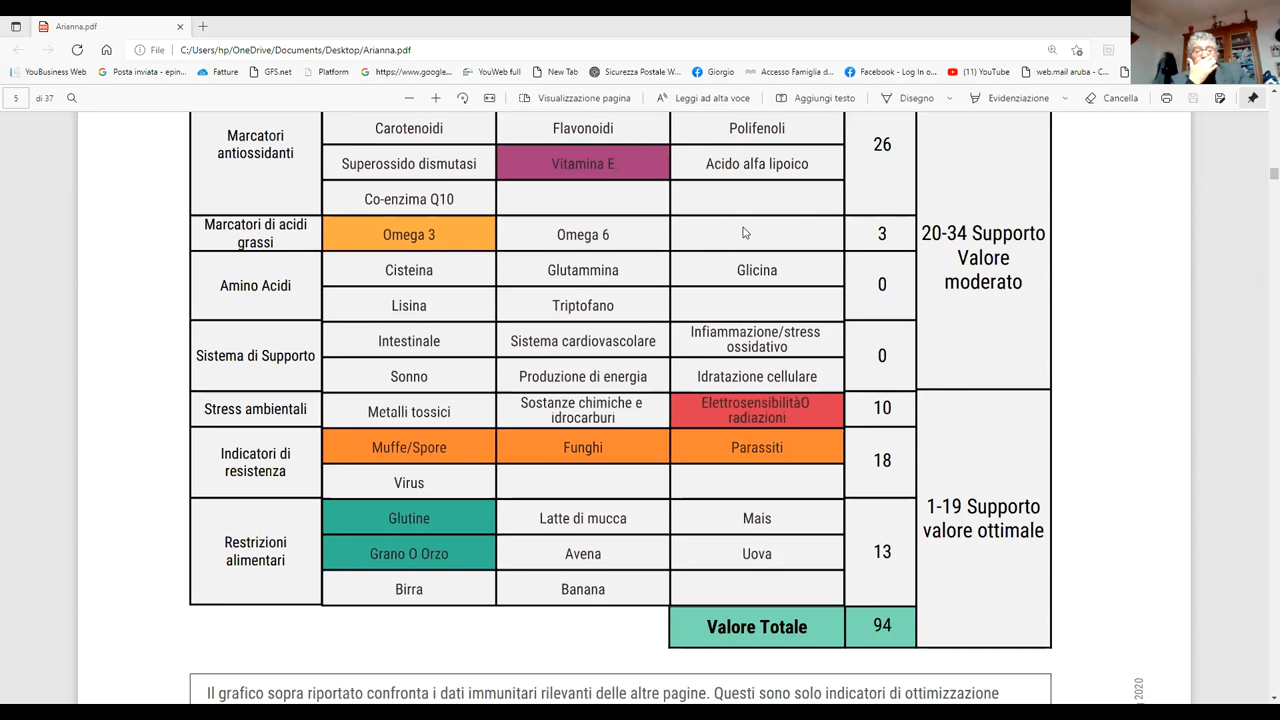 Arianna.pdf
File C:/Users/hp/OneDrive/Documents/Desktop/Arianna.pdf
YouBusiness Web Posta inviata - epin... Fatture GFS.net Platform https://www.google... YouWeb full New Tab Sicurezza Postale W... Giorgio Accesso Famiglia d... Facebook - Log In o... (11) YouTube web.mail aruba - C...
5 di 37 Visualizzazione pagina Leggi ad alta voce Aggiungi testo Disegno Evidenziazione Cancella
Marcatori
antiossidanti
Carotenoidi Flavonoidi Polifenoli
26
Superossido dismutasi Vitamina E Acido alfa lipoico
Co-enzima Q10
Marcatori di acidi
grassi
Omega 3 Omega 6 3
20-34 Supporto
Valore
moderato
Amino Acidi
Cisteina Glutammina Glicina
0
Lisina Triptofano
Sistema di Supporto
Intestinale Sistema cardiovascolare Infiammazione/stress
ossidativo
0
Sonno Produzione di energia Idratazione cellulare
Stress ambientali Metalli tossici Sostanze chimiche e
idrocarburi
ElettrosensibilitàO
radiazioni
10
Indicatori di
resistenza
Muffe/Spore Funghi Parassiti
18
Virus
1-19 Supporto
valore ottimale
Restrizioni
alimentari
Glutine Latte di mucca Mais
Grano O Orzo Avena Uova
13
Birra Banana
Valore Totale 94
Il grafico sopra riportato confronta i dati immunitari rilevanti delle altre pagine. Questi sono solo indicatori di ottimizzazione
2020